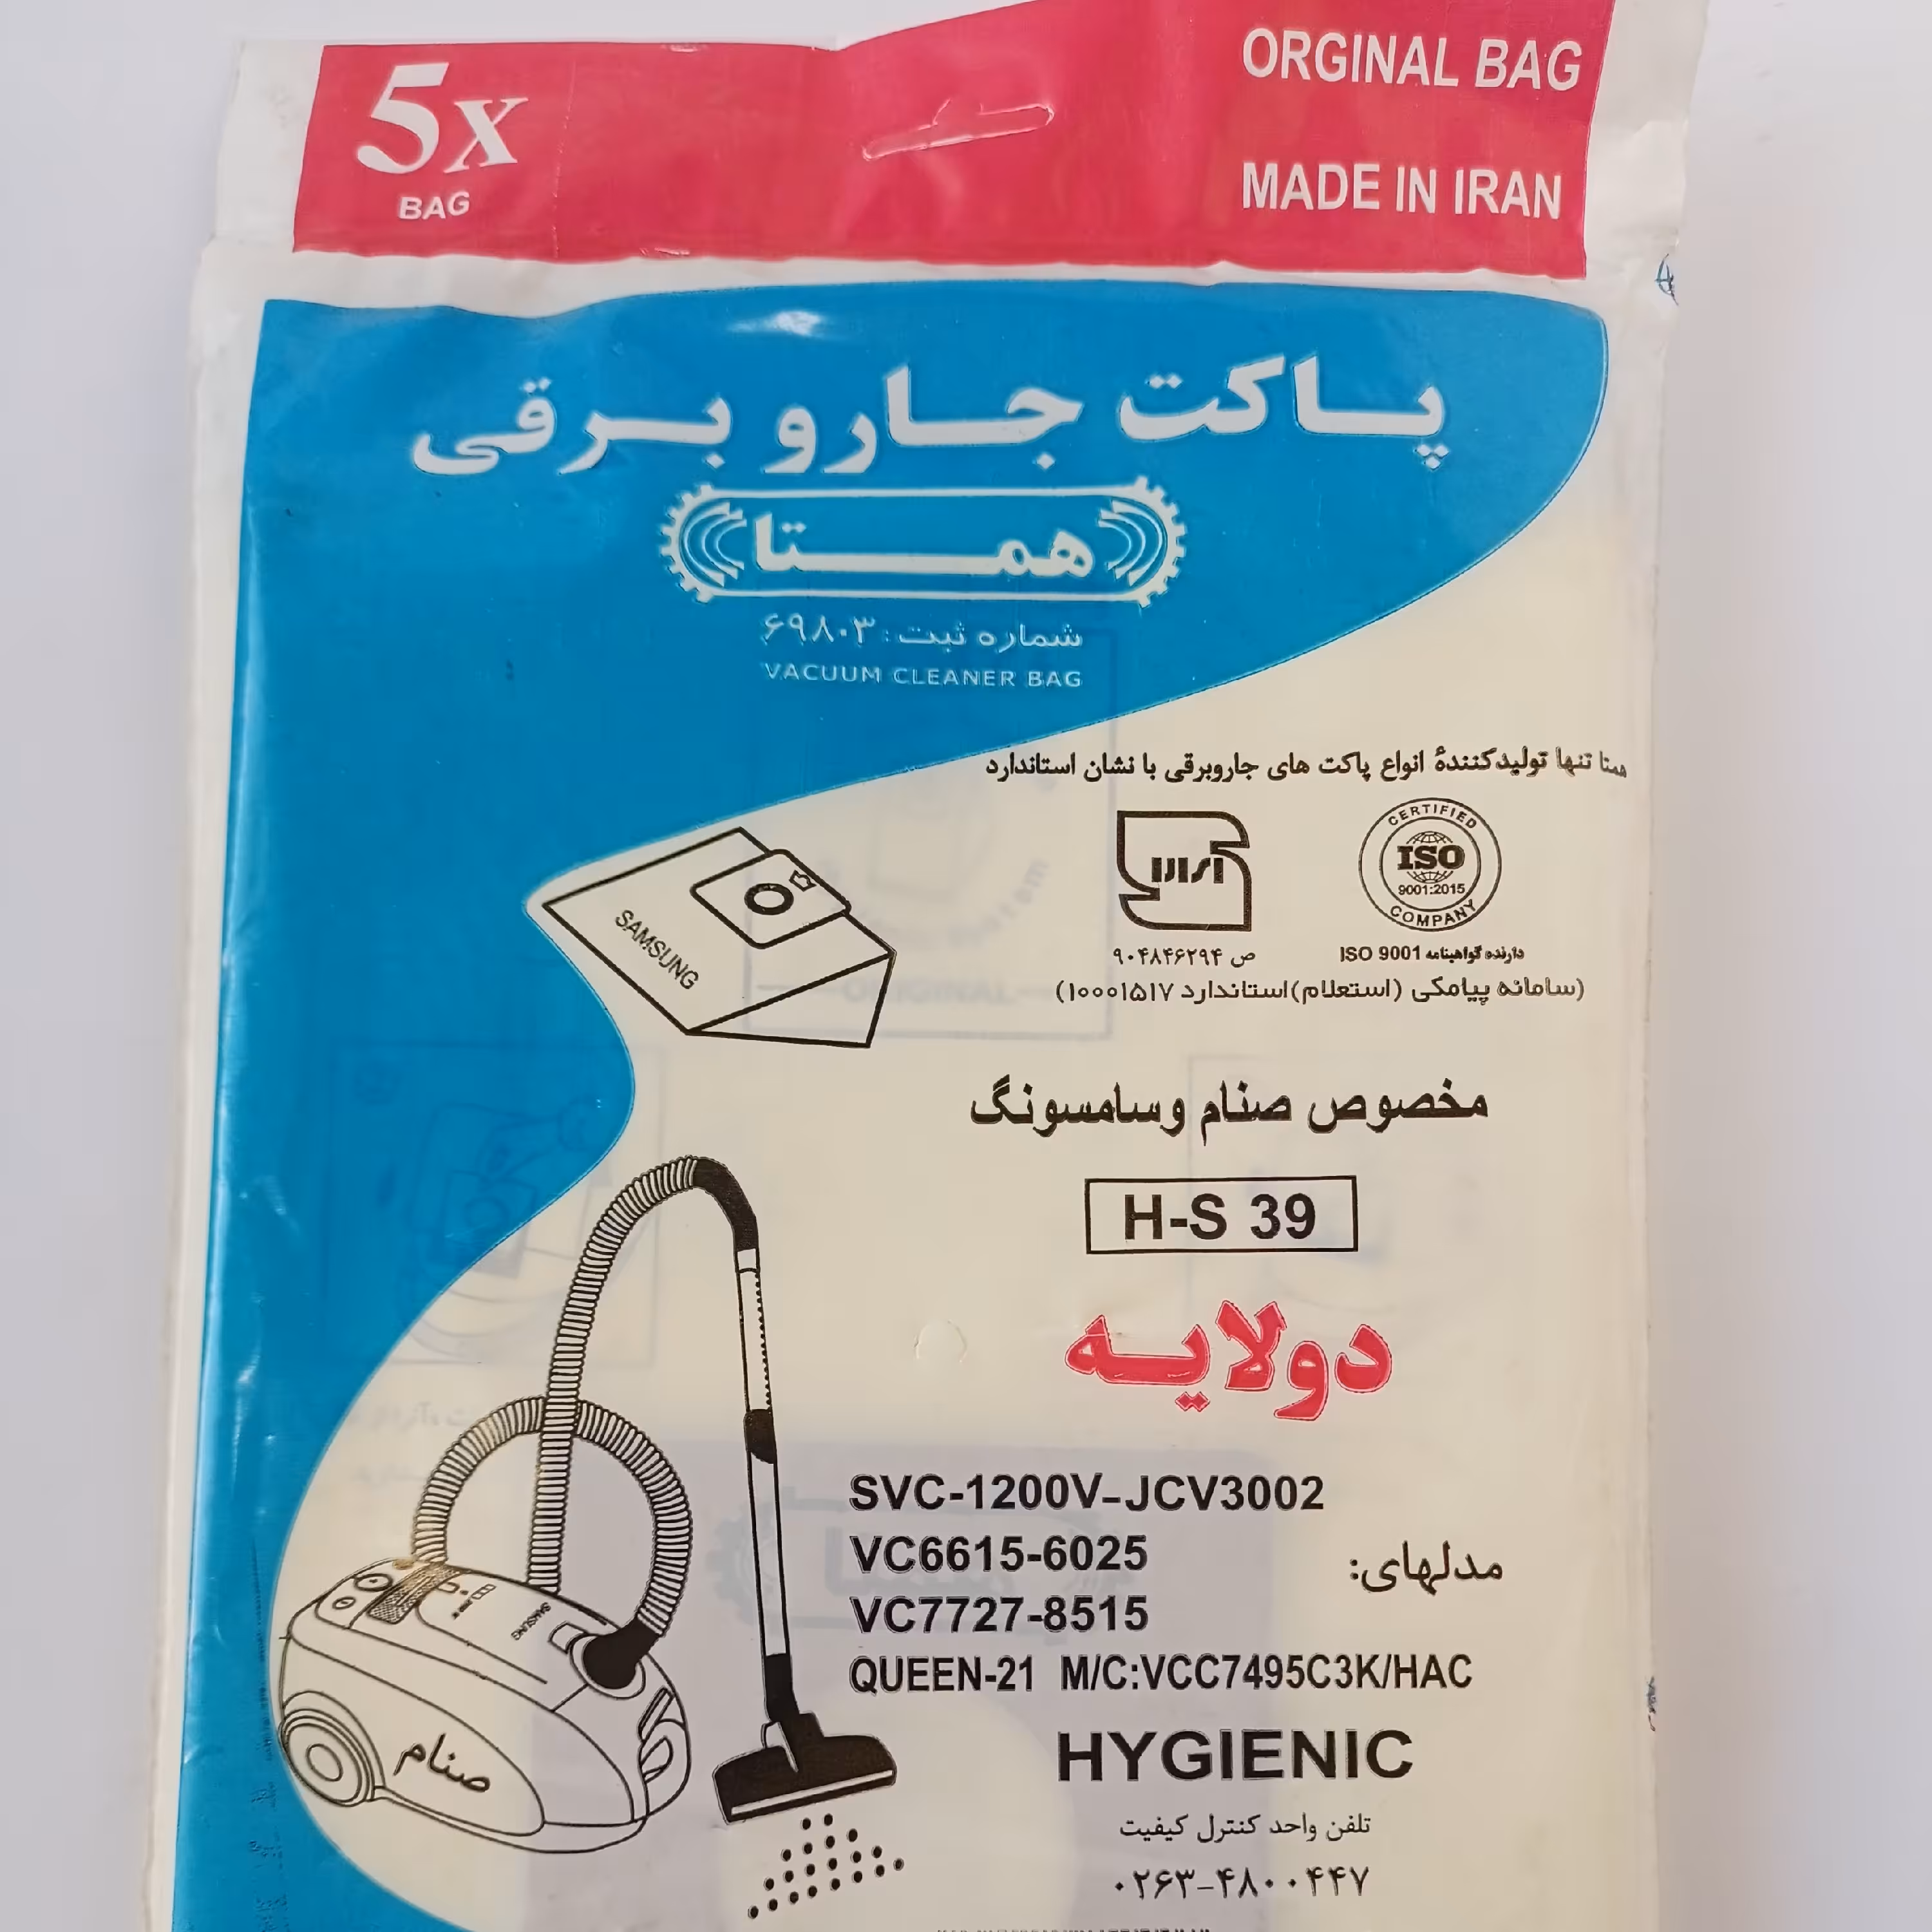 5x
BAG
ORGINAL BAG
MADE IN IRAN
پاکت جارو برقی
همتا
شماره ثبت: ۶۹۸۰۳
VACUUM CLEANER BAG
همتا تنها تولیدکنندۀ انواع پاکت های جاروبرقی با نشان استاندارد
CERTIFIED
ISO
9001:2015
COMPANY
ص ۹۰۴۸۴۶۲۹۴
دارنده گواهینامه ISO 9001
(سامانه پیامکی (استعلام)استاندارد ۱۰۰۰۱۵۱۷)
SAMSUNG
مخصوص صنام وسامسونگ
H-S 39
دولایه
SVC-1200V-JCV3002
VC6615-6025
مدلهای:
VC7727-8515
QUEEN-21 M/C:VCC7495C3K/HAC
SAMSUNG
صنام
HYGIENIC
تلفن واحد کنترل کیفیت
۰۲۶۳-۴۸۰۰۴۴۷